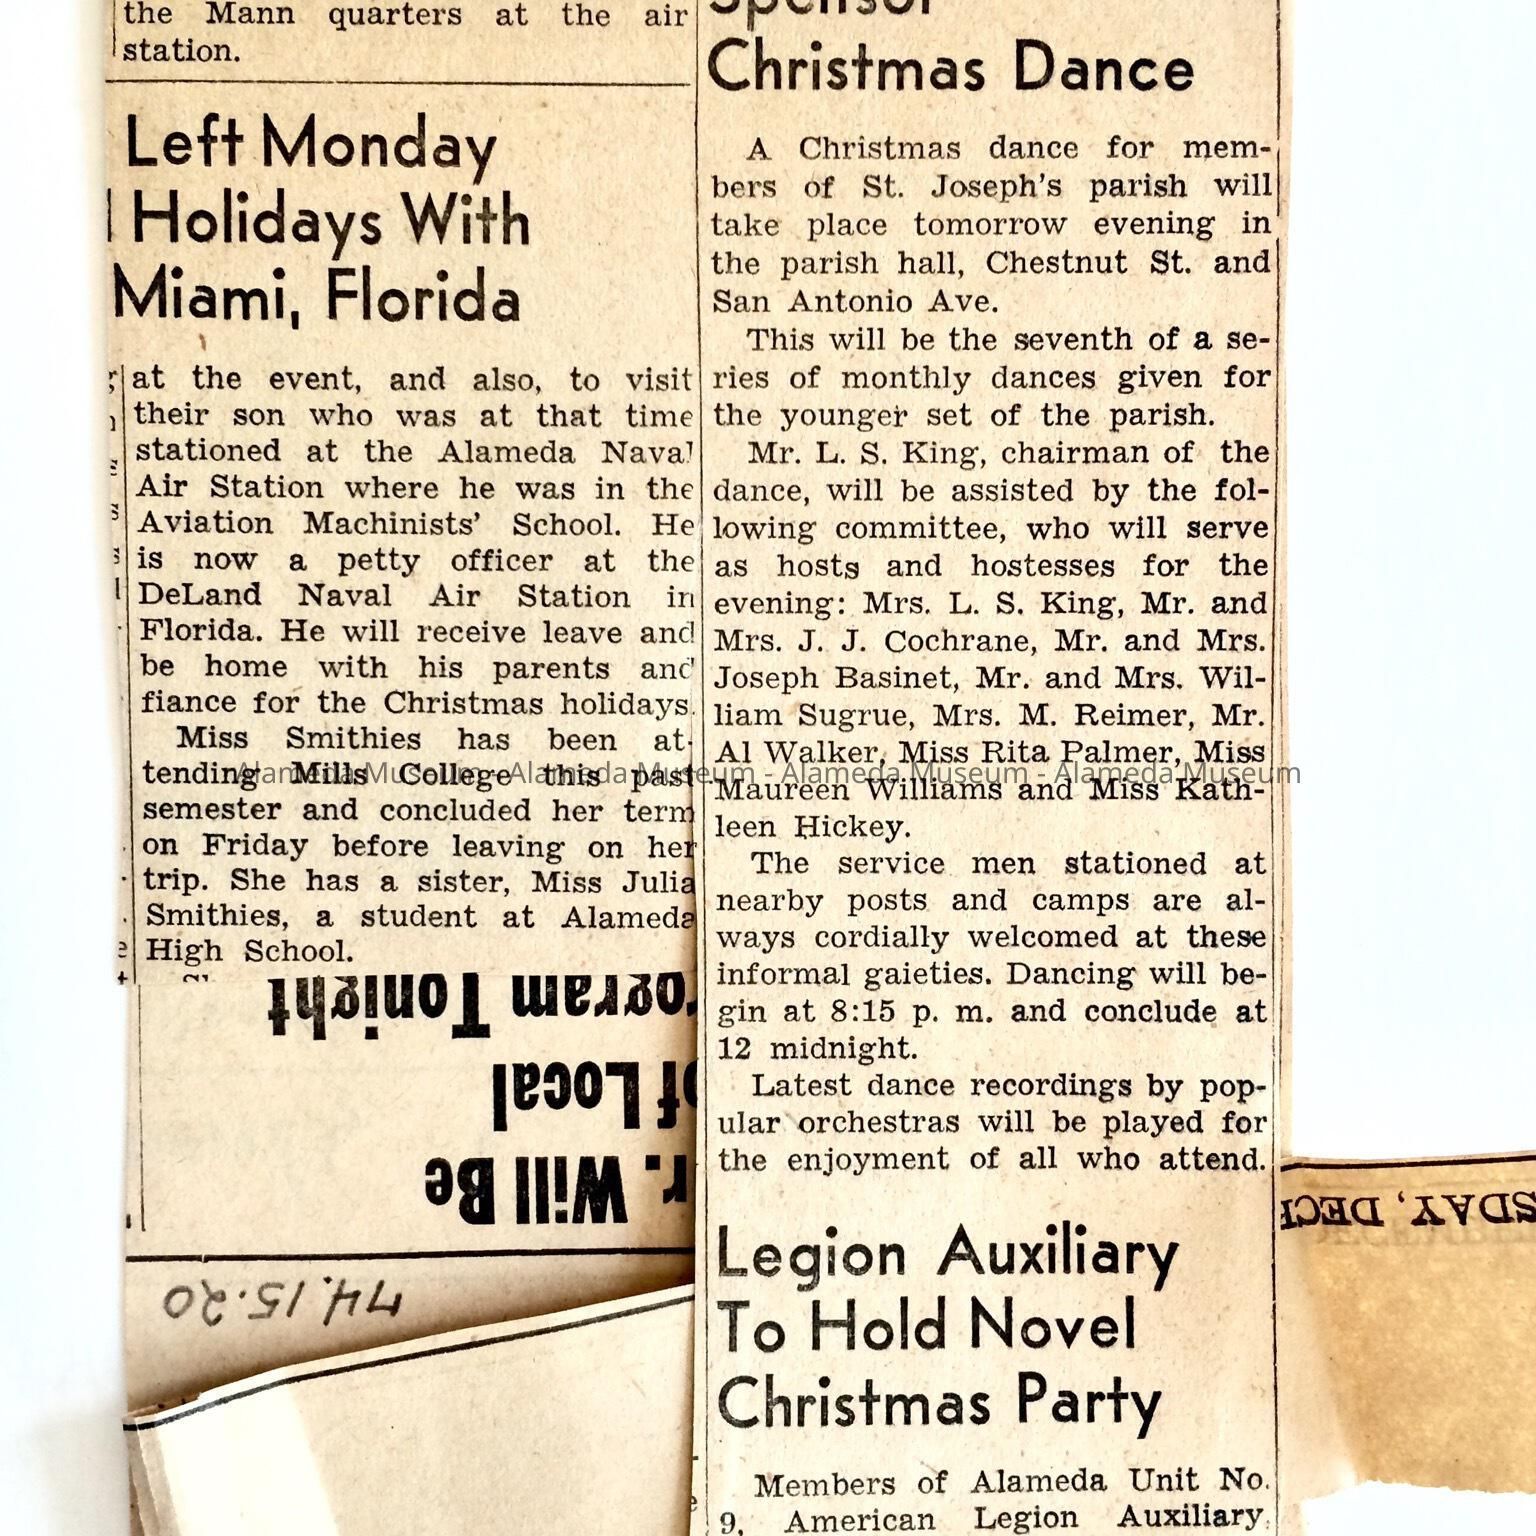 the Mann quarters at the air
station.
Left Monday
Holidays With
Miami, Florida
at the event, and also, to visit
their son who was at that time
stationed at the Alameda Naval
Air Station where he was in the
Aviation Machinists' School. He
is now a petty officer at the
DeLand Naval Air Station in
Florida. He will receive leave and
be home with his parents and
fiance for the Christmas holidays.
Miss Smithies has been at-
tending Mills College this past
semester and concluded her term
on Friday before leaving on her
trip. She has a sister, Miss Julia
Smithies, a student at Alameda
High School.
r. Will Be
Of Local
rogram Tonight
74.15.20
Sponsor
Christmas Dance
A Christmas dance for mem-
bers of St. Joseph's parish will
take place tomorrow evening in
the parish hall, Chestnut St. and
San Antonio Ave.
This will be the seventh of a se-
ries of monthly dances given for
the younger set of the parish.
Mr. L. S. King, chairman of the
dance, will be assisted by the fol-
lowing committee, who will serve
as hosts and hostesses for the
evening: Mrs. L. S. King, Mr. and
Mrs. J. J. Cochrane, Mr. and Mrs.
Joseph Basinet, Mr. and Mrs. Wil-
liam Sugrue, Mrs. M. Reimer, Mr.
Al Walker, Miss Rita Palmer, Miss
Maureen Williams and Miss Kath-
leen Hickey.
The service men stationed at
nearby posts and camps are al-
ways cordially welcomed at these
informal gaieties. Dancing will be-
gin at 8:15 p. m. and conclude at
12 midnight.
Latest dance recordings by pop-
ular orchestras will be played for
the enjoyment of all who attend.
Legion Auxiliary
To Hold Novel
Christmas Party
Members of Alameda Unit No.
9, American Legion Auxiliary,
SDAY, DECE
Alameda Museum - Alameda Museum - Alameda Museum - Alameda Museum